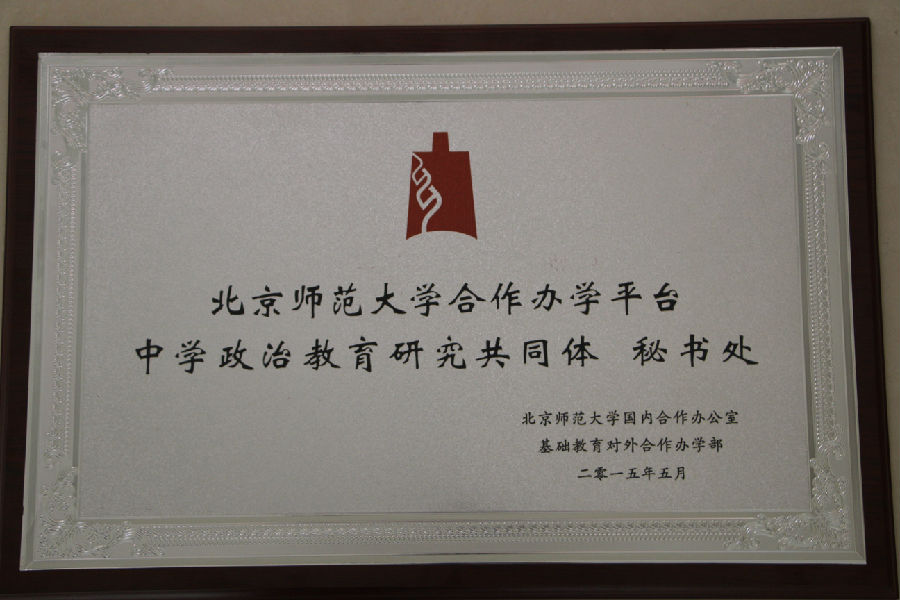 北京师范大学合作办学平台
中学政治教育研究共同体 秘书处
北京师范大学国内合作办公室
基础教育对外合作办学部
二零一五年五月